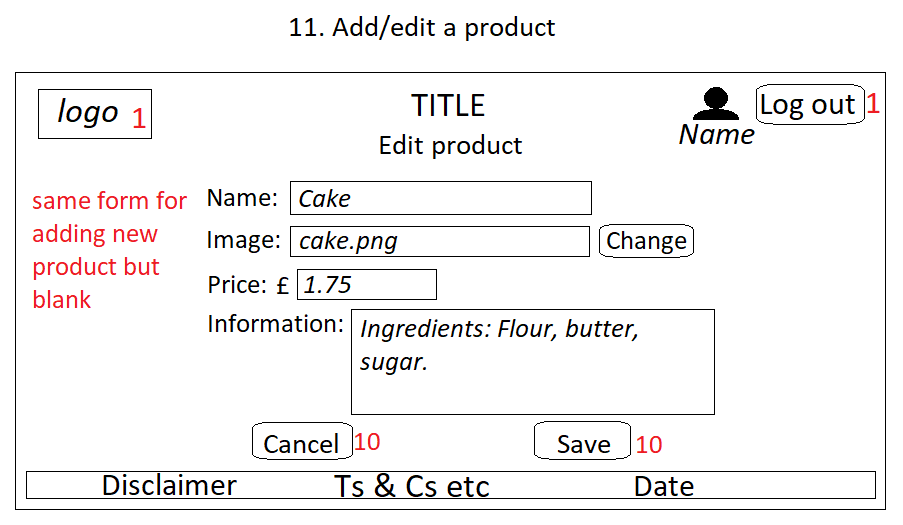 11. Add/edit a product
logo 1
TITLE
Log out 1
Name
Edit product
same form for
adding new
product but
blank
Name: Cake
Image: cake.png Change
Price: £ 1.75
Information: Ingredients: Flour, butter,
sugar.
Cancel 10 Save 10
Disclaimer Ts & Cs etc Date